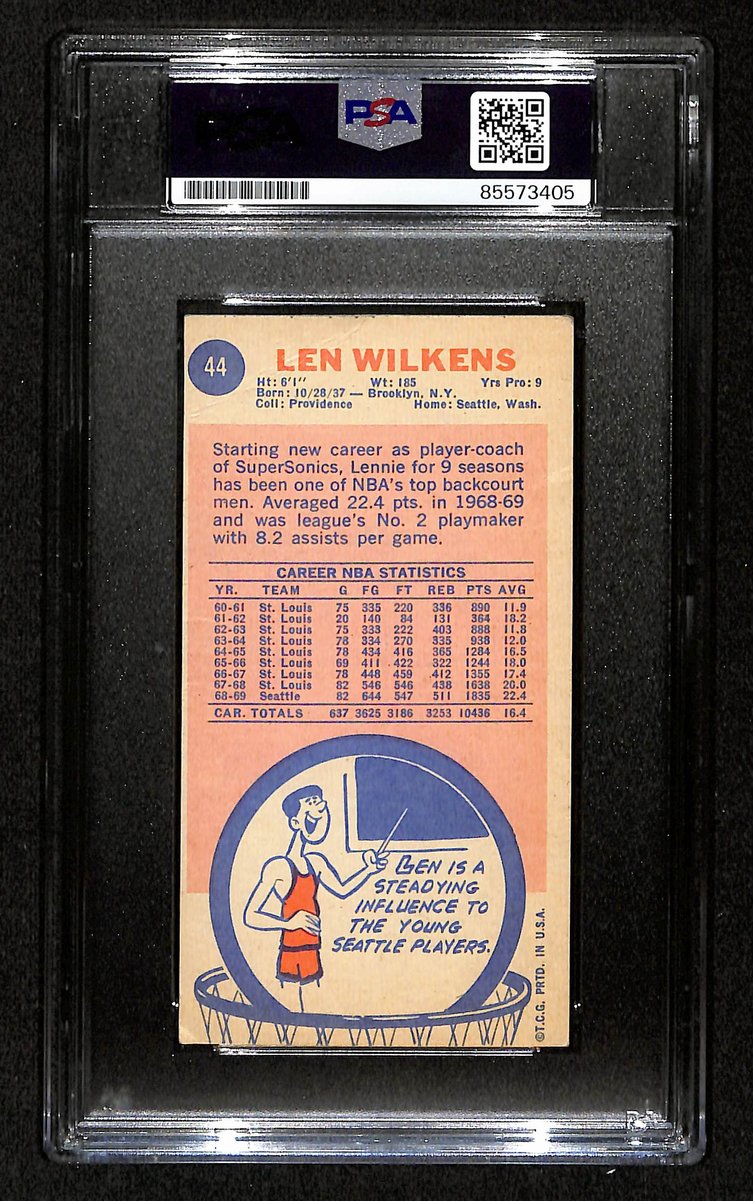 PSA
85573405
44
LEN WILKENS
Ht: 6'1" Wt: 185 Yrs Pro: 9
Born: 10/28/37 — Brooklyn, N.Y.
Coll: Providence Home: Seattle, Wash.
Starting new career as player-coach
of SuperSonics, Lennie for 9 seasons
has been one of NBA's top backcourt
men. Averaged 22.4 pts. in 1968-69
and was league's No. 2 playmaker
with 8.2 assists per game.
CAREER NBA STATISTICS
YR. TEAM G FG FT REB PTS AVG
60-61 St. Louis 75 335 220 336 890 11.9
61-62 St. Louis 20 140 84 131 364 18.2
62-63 St. Louis 75 333 222 403 888 11.8
63-64 St. Louis 78 334 270 335 938 12.0
64-65 St. Louis 78 434 416 365 1284 16.5
65-66 St. Louis 69 411 422 322 1244 18.0
66-67 St. Louis 78 448 459 412 1355 17.4
67-68 St. Louis 82 546 546 438 1638 20.0
68-69 Seattle 82 644 547 511 1835 22.4
CAR. TOTALS 637 3625 3186 3253 10436 16.4
LEN IS A
STEADYING
INFLUENCE TO
THE YOUNG
SEATTLE PLAYERS.
©T.C.G. PRTD. IN U.S.A.